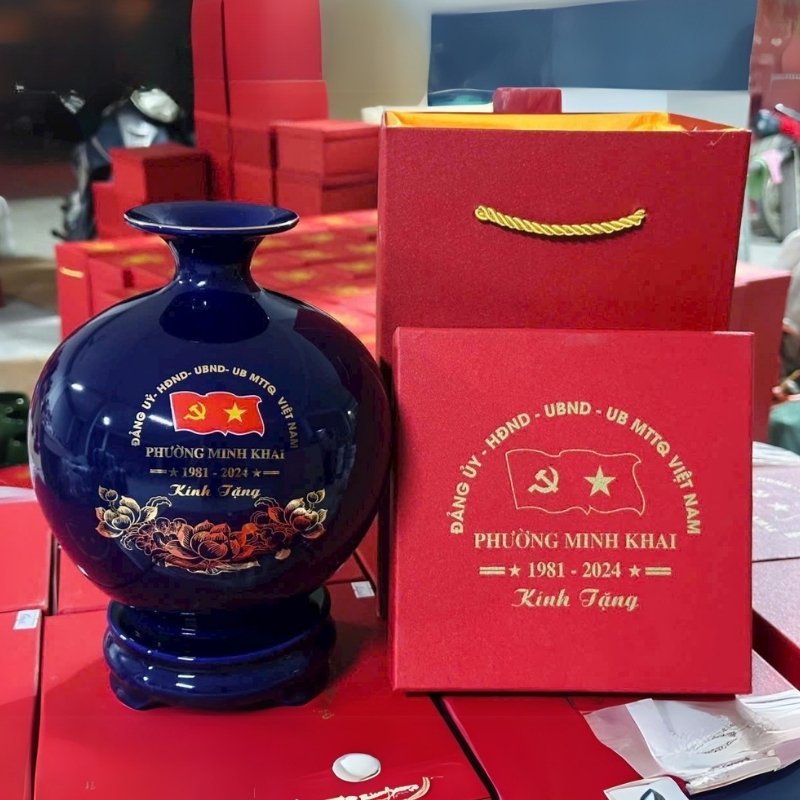 ĐẢNG UỶ- HĐND- UBND- UB MTTQ VIỆT NAM
PHƯỜNG MINH KHAI
1981 - 2024
Kính Tặng
ĐẢNG ỦY - HĐND - UBND - UB MTTQ VIỆT NAM
PHƯỜNG MINH KHAI
1981 - 2024
Kính Tặng